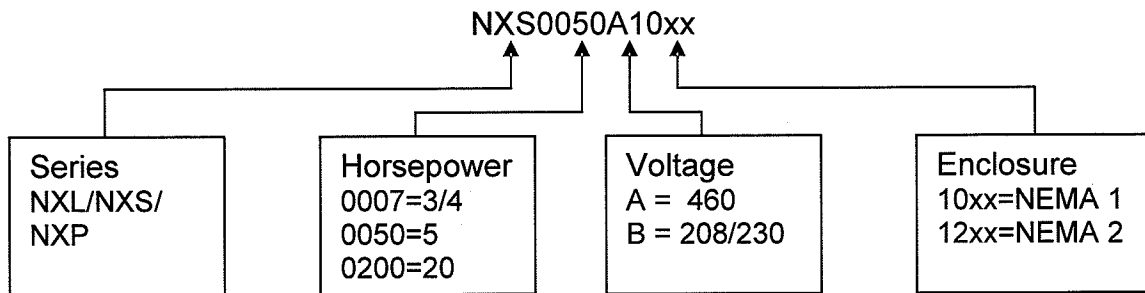 NXS0050A10xx
Series
NXL/NXS/
NXP
Horsepower
0007=3/4
0050=5
0200=20
Voltage
A = 460
B = 208/230
Enclosure
10xx=NEMA 1
12xx=NEMA 2